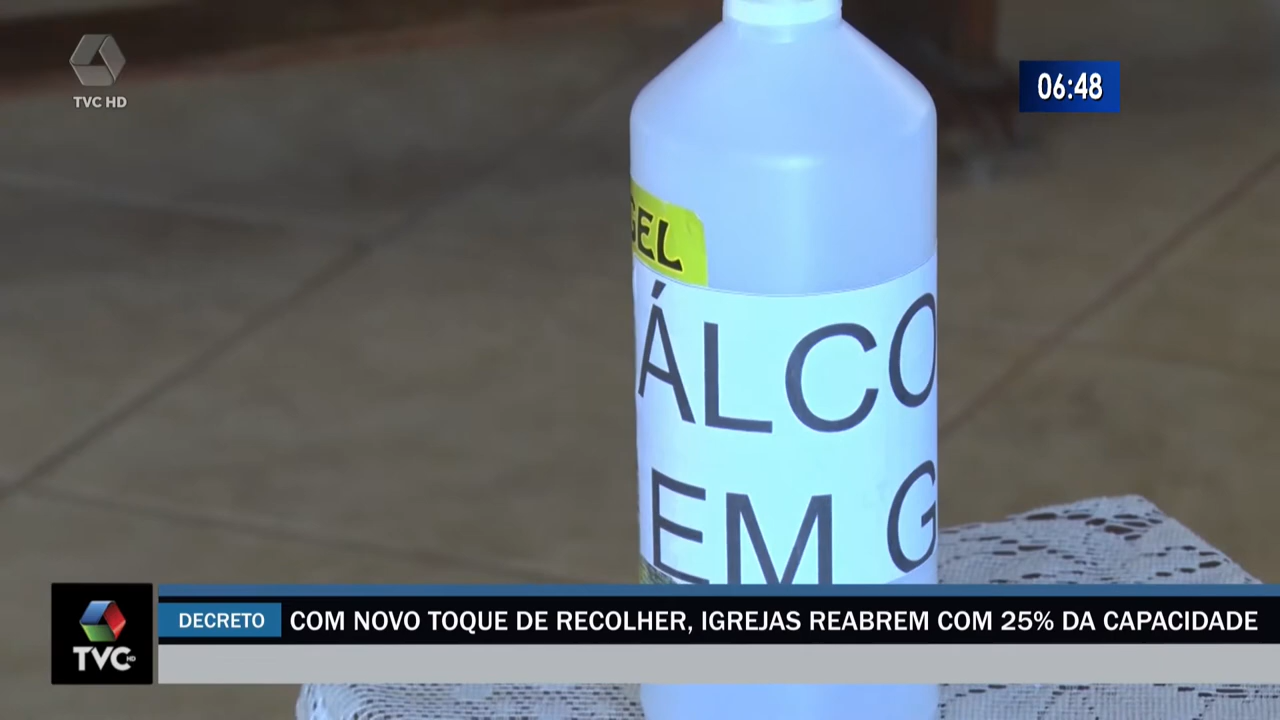 TVC HD
06:48
GEL
ÁLCO
EM G
DECRETO
COM NOVO TOQUE DE RECOLHER, IGREJAS REABREM COM 25% DA CAPACIDADE
TVC HD